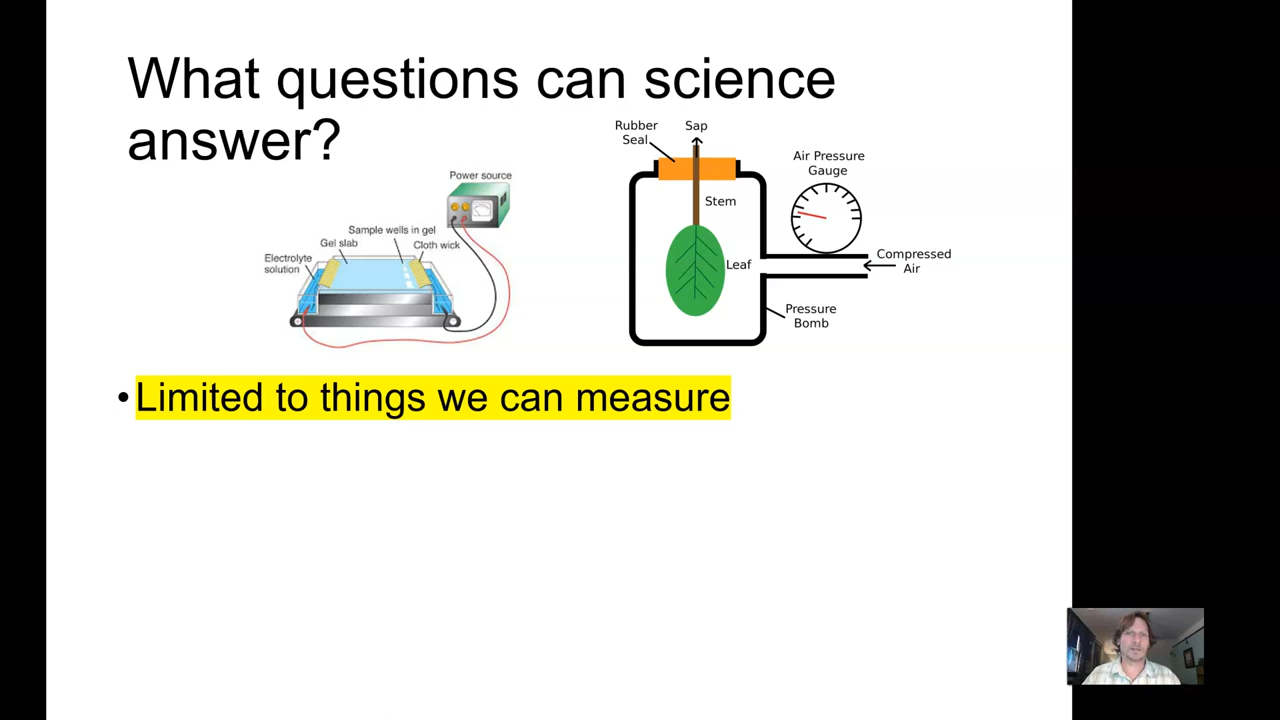 What questions can science
answer?
Rubber
Seal
Sap
Air Pressure
Gauge
Power source
Stem
Sample wells in gel
Gel slab
Cloth wick
Electrolyte
solution
Leaf
Compressed
Air
Pressure
Bomb
• Limited to things we can measure